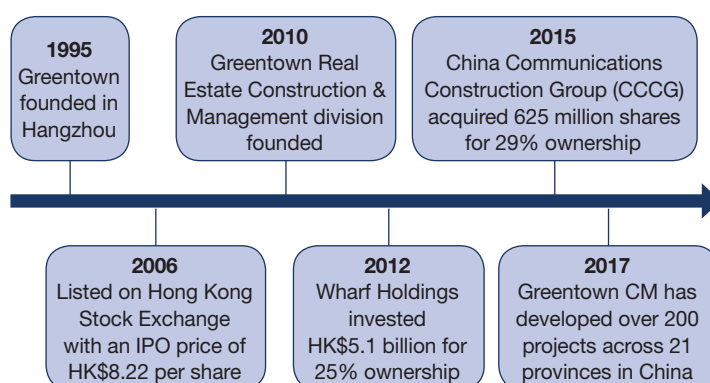 1995
Greentown
founded in
Hangzhou
2010
Greentown Real
Estate Construction &
Management division
founded
2015
China Communications
Construction Group (CCCG)
acquired 625 million shares
for 29% ownership
2006
Listed on Hong Kong
Stock Exchange
with an IPO price of
HK$8.22 per share
2012
Wharf Holdings
invested
HK$5.1 billion for
25% ownership
2017
Greentown CM has
developed over 200
projects across 21
provinces in China